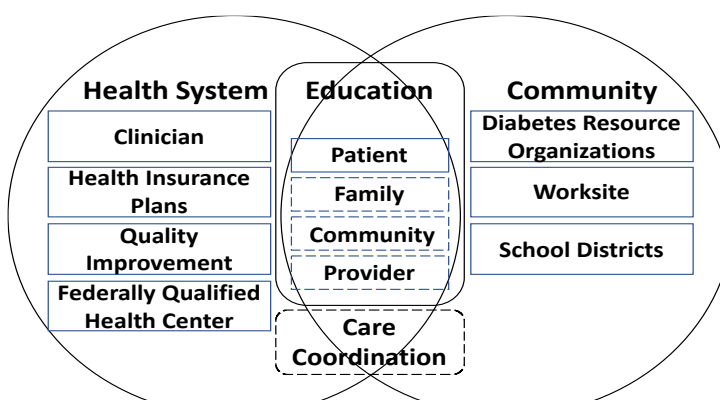 Health System
Clinician
Health Insurance
Plans
Quality
Improvement
Federally Qualified
Health Center
Education
Patient
Family
Community
Provider
Care
Coordination
Community
Diabetes Resource
Organizations
Worksite
School Districts